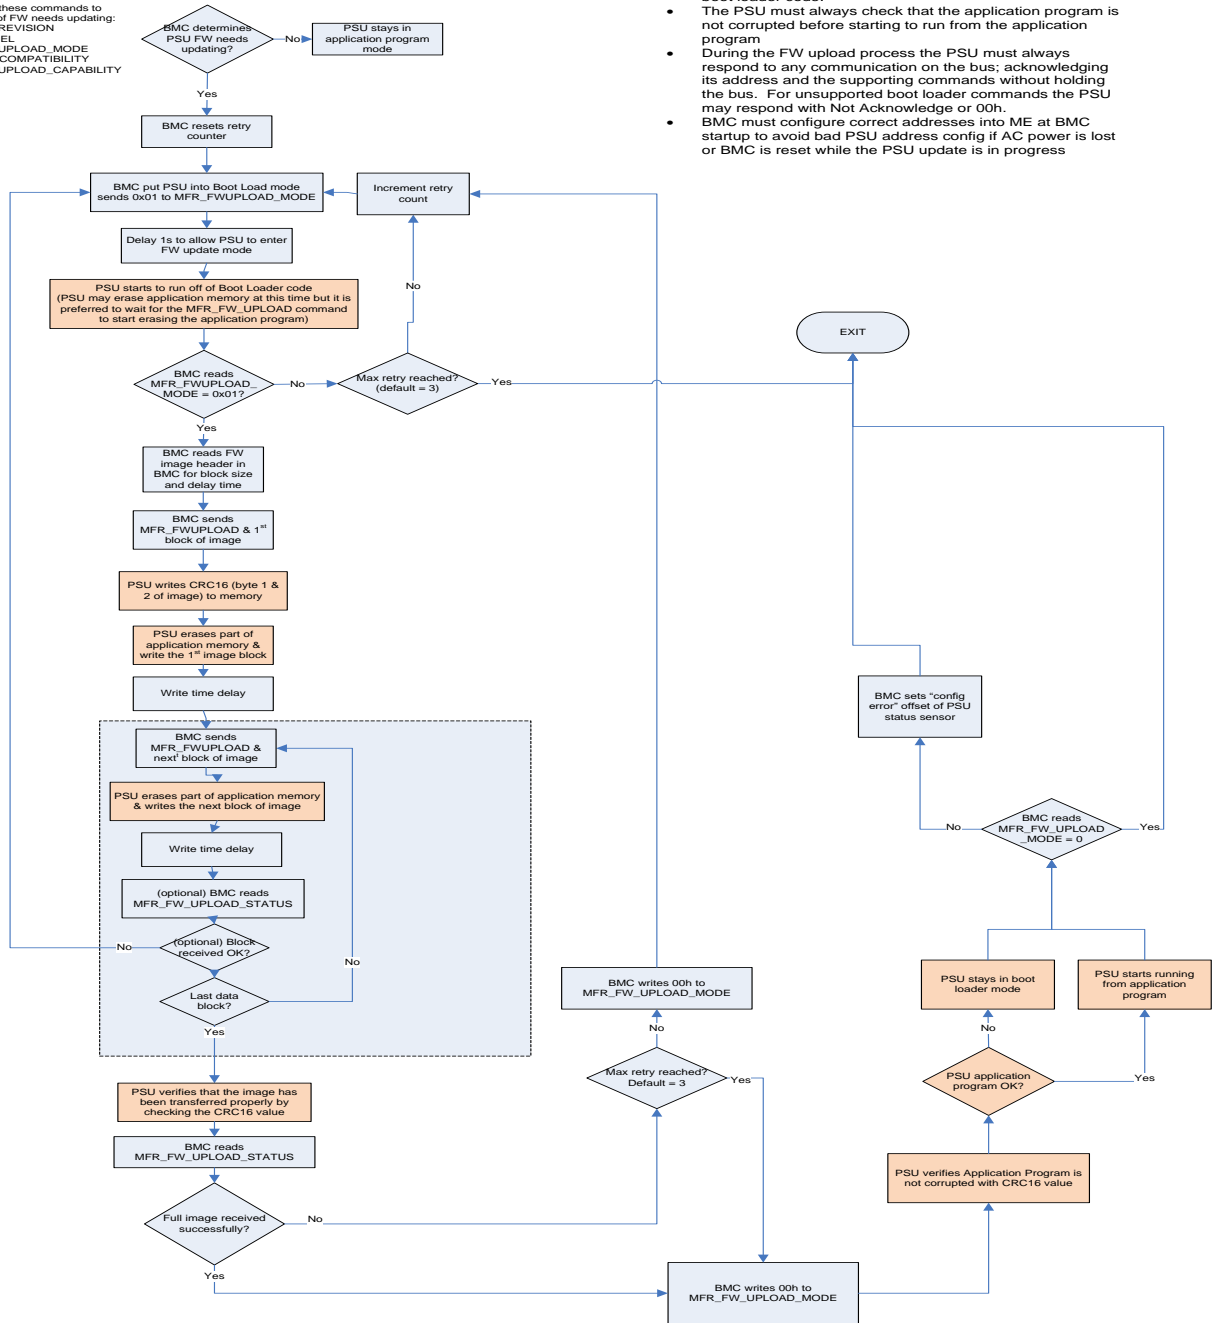 these commands to
of FW needs updating:
REVISION
EL
UPLOAD_MODE
COMPATIBILITY
UPLOAD_CAPABILITY
BMC determines
PSU FW needs
updating?
No
PSU stays in
application program
mode
The PSU must always check that the application program is
not corrupted before starting to run from the application
program
During the FW upload process the PSU must always
respond to any communication on the bus; acknowledging
its address and the supporting commands without holding
the bus. For unsupported boot loader commands the PSU
may respond with Not Acknowledge or 00h.
BMC must configure correct addresses into ME at BMC
startup to avoid bad PSU address config if AC power is lost
or BMC is reset while the PSU update is in progress
Yes
BMC resets retry
counter
BMC put PSU into Boot Load mode
sends 0x01 to MFR_FWUPLOAD_MODE
Increment retry
count
Delay 1s to allow PSU to enter
FW update mode
PSU starts to run off of Boot Loader code
(PSU may erase application memory at this time but it is
preferred to wait for the MFR_FW_UPLOAD command
to start erasing the application program)
No
EXIT
BMC reads
MFR_FWUPLOAD_
MODE = 0x01?
No
Max retry reached?
(default = 3)
Yes
Yes
BMC reads FW
image header in
BMC for block size
and delay time
BMC sends
MFR_FWUPLOAD & 1st
block of image
PSU writes CRC16 (byte 1 &
2 of image) to memory
PSU erases part of
application memory &
write the 1st image block
Write time delay
BMC sets “config
error” offset of PSU
status sensor
BMC sends
MFR_FWUPLOAD &
nextt block of image
PSU erases part of application memory
& writes the next block of image
Write time delay
No
BMC reads
MFR_FW_UPLOAD
_MODE = 0
Yes
(optional) BMC reads
MFR_FW_UPLOAD_STATUS
No
(optional) Block
received OK?
No
Last data
block?
Yes
BMC writes 00h to
MFR_FW_UPLOAD_MODE
PSU stays in boot
loader mode
PSU starts running
from application
program
No
No
Max retry reached?
Default = 3
Yes
PSU application
program OK?
Yes
PSU verifies that the image has
been transferred properly by
checking the CRC16 value
BMC reads
MFR_FW_UPLOAD_STATUS
PSU verifies Application Program is
not corrupted with CRC16 value
Full image received
successfully?
No
Yes
BMC writes 00h to
MFR_FW_UPLOAD_MODE